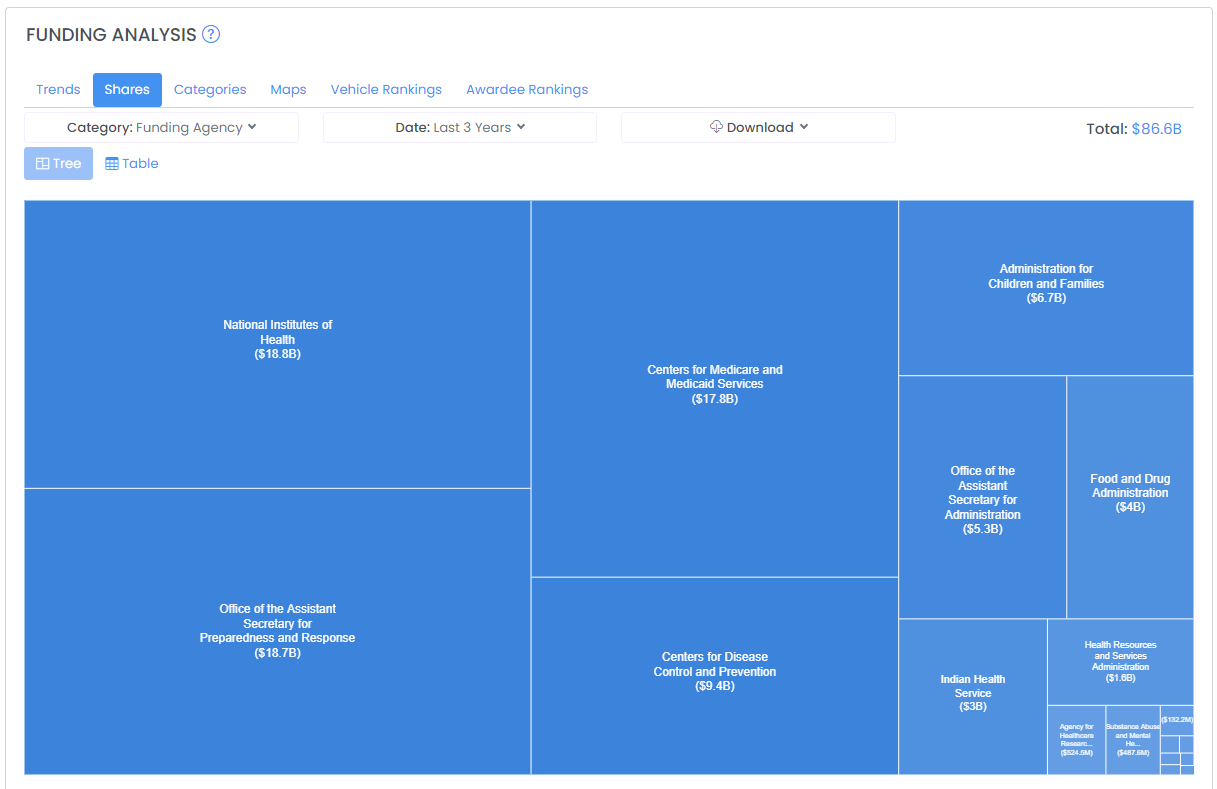 FUNDING ANALYSIS ?
Trends Shares Categories Maps Vehicle Rankings Awardee Rankings
Category: Funding Agency Date: Last 3 Years Download Total: $86.6B
Tree Table
National Institutes of
Health
($18.8B)
Office of the Assistant
Secretary for
Preparedness and Response
($18.7B)
Centers for Medicare and
Medicaid Services
($17.8B)
Centers for Disease
Control and Prevention
($9.4B)
Administration for
Children and Families
($6.7B)
Office of the
Assistant
Secretary for
Administration
($5.3B)
Food and Drug
Administration
($4B)
Indian Health
Service
($3B)
Health Resources
and Services
Administration
($1.6B)
Agency for
Healthcare
Researc...
($524.5M)
Substance Abuse
and Mental
He...
($487.6M)
($132.2M)